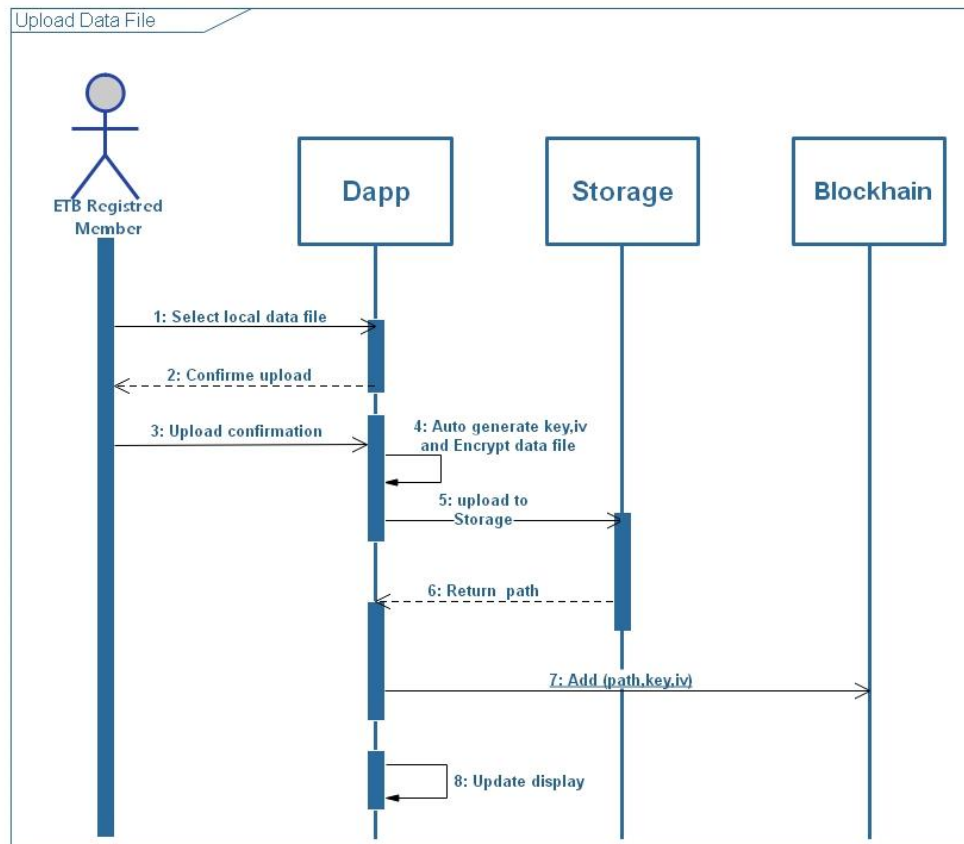 Upload Data File
ETB Registred
Member
Dapp
Storage
Blockhain
1: Select local data file
2: Confirme upload
3: Upload confirmation
4: Auto generate key,iv
and Encrypt data file
5: upload to
Storage
6: Return path
7: Add (path,key,iv)
8: Update display